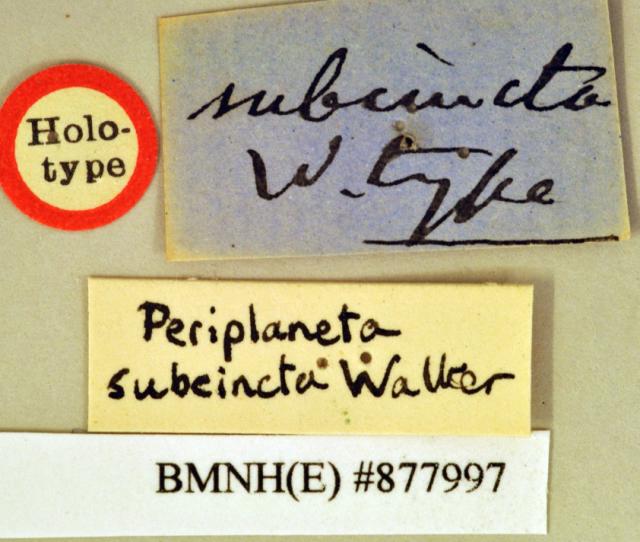 Holo-
type
subcincta
W. type
Periplaneta
subcincta Walker
BMNH(E) #877997